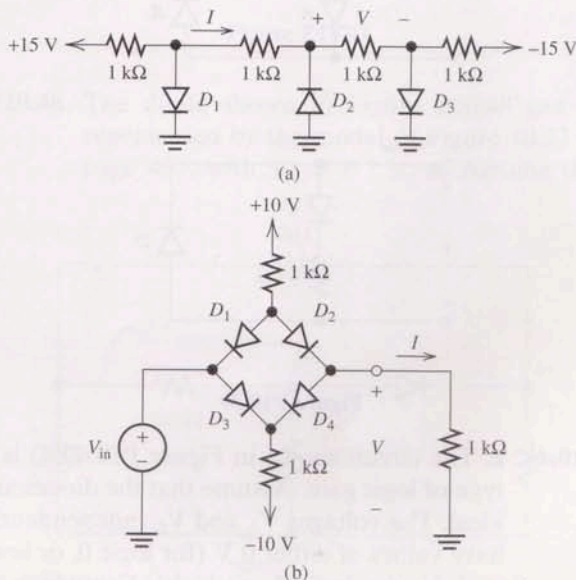 I + V −
+15 V −15 V
1 kΩ 1 kΩ 1 kΩ 1 kΩ
D₁ D₂ D₃
(a)
+10 V
1 kΩ
D₁ D₂
I
+
D₃ D₄
V_in + − V 1 kΩ
1 kΩ
−
−10 V
(b)